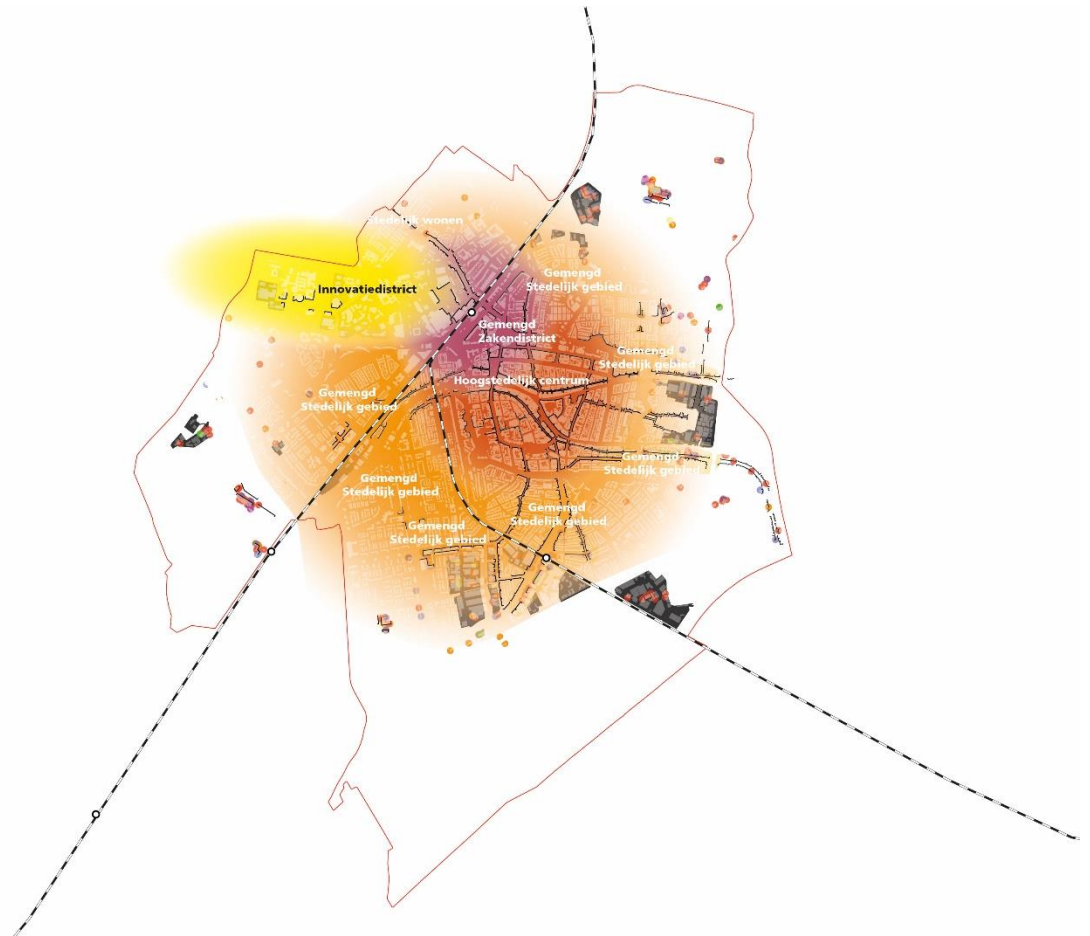 Stedelijk wonen
Gemengd
Stedelijk gebied
Innovatiedistrict
Gemengd
Zakendistrict
Gemengd
Stedelijk gebied
Hoogstedelijk centrum
Gemengd
Stedelijk gebied
Gemengd
Stedelijk gebied
Gemengd
Stedelijk gebied
Gemengd
Stedelijk gebied
Gemengd
Stedelijk gebied